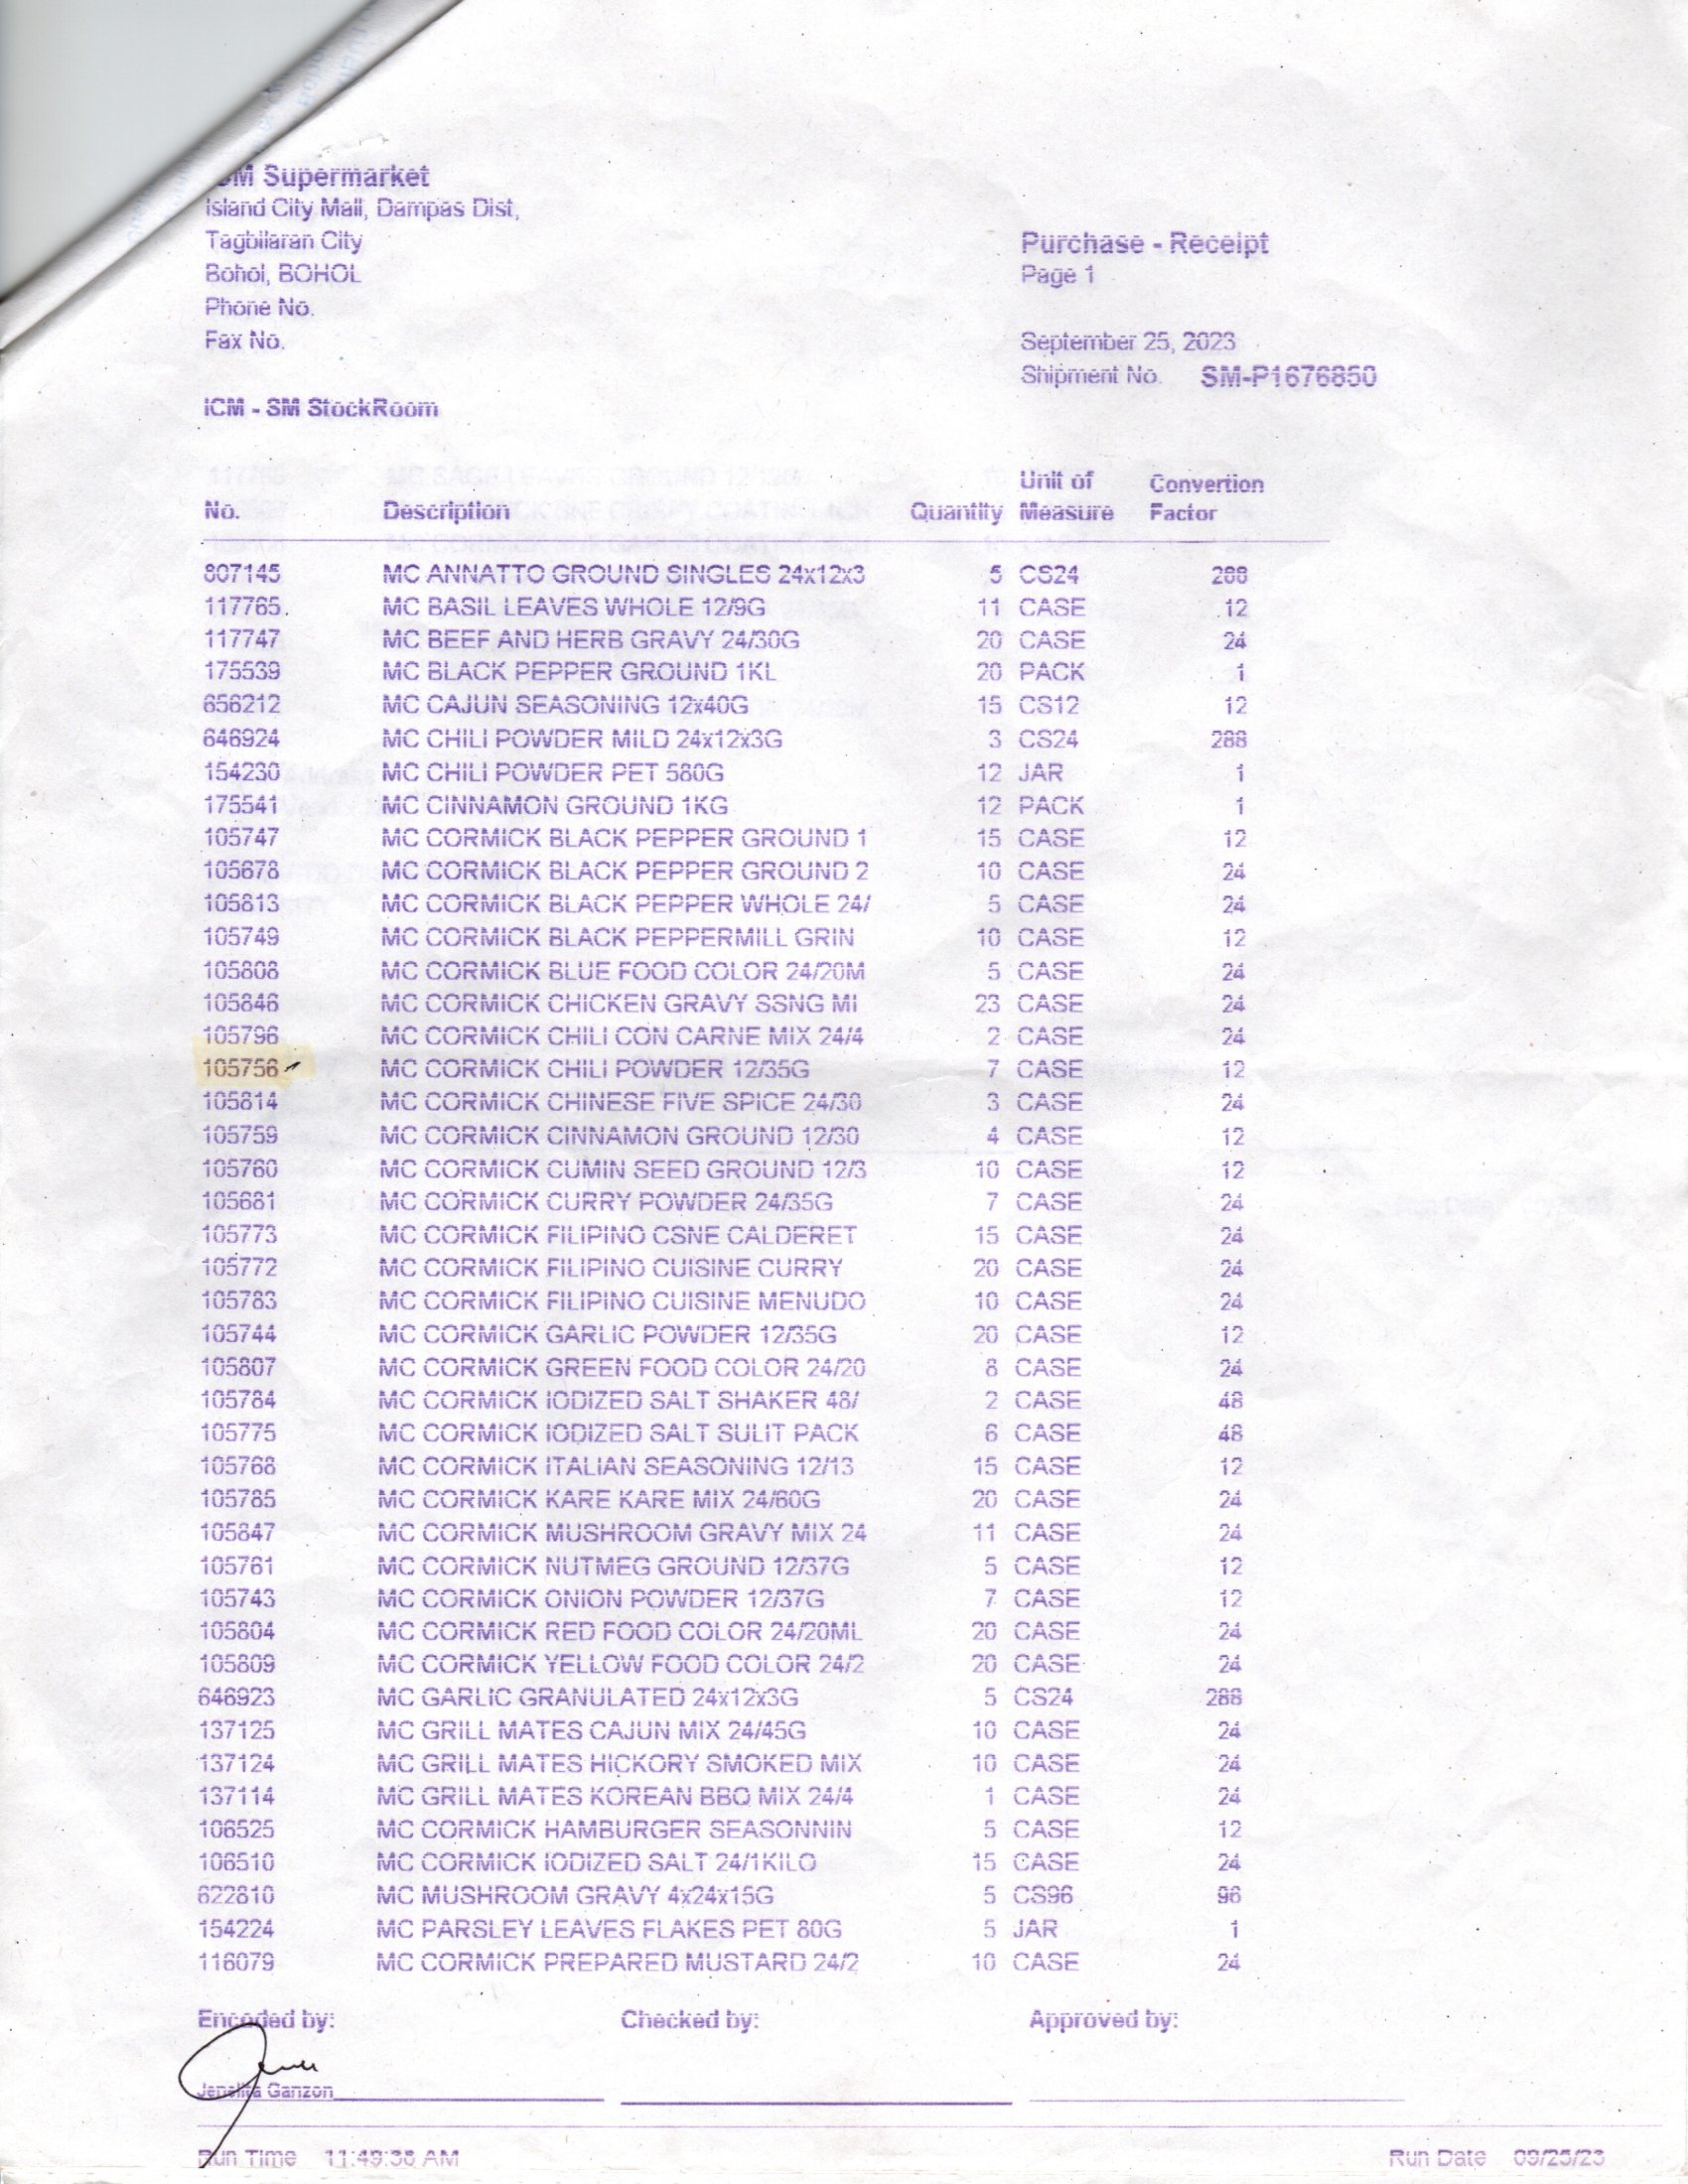 SM Supermarket
Island City Mall, Dampas Dist,
Tagbilaran City
Bohol, BOHOL
Phone No.
Fax No.
Purchase - Receipt
Page 1
September 25, 2023
Shipment No. SM-P1676850
ICM - SM StockRoom
No. Description Quantity Unit of Measure Convertion Factor
807145 MC ANNATTO GROUND SINGLES 24x12x3 5 CS24 288
117765 MC BASIL LEAVES WHOLE 12/9G 11 CASE 12
117747 MC BEEF AND HERB GRAVY 24/30G 20 CASE 24
175539 MC BLACK PEPPER GROUND 1KL 20 PACK 1
656212 MC CAJUN SEASONING 12x40G 15 CS12 12
646924 MC CHILI POWDER MILD 24x12x3G 3 CS24 288
154230 MC CHILI POWDER PET 580G 12 JAR 1
175541 MC CINNAMON GROUND 1KG 12 PACK 1
105747 MC CORMICK BLACK PEPPER GROUND 1 15 CASE 12
105678 MC CORMICK BLACK PEPPER GROUND 2 10 CASE 24
105813 MC CORMICK BLACK PEPPER WHOLE 24/ 5 CASE 24
105749 MC CORMICK BLACK PEPPERMILL GRIN 10 CASE 12
105808 MC CORMICK BLUE FOOD COLOR 24/20M 5 CASE 24
105846 MC CORMICK CHICKEN GRAVY SSNG MI 23 CASE 24
105796 MC CORMICK CHILI CON CARNE MIX 24/4 2 CASE 24
105756 MC CORMICK CHILI POWDER 12/35G 7 CASE 12
105814 MC CORMICK CHINESE FIVE SPICE 24/30 3 CASE 24
105759 MC CORMICK CINNAMON GROUND 12/30 4 CASE 12
105760 MC CORMICK CUMIN SEED GROUND 12/3 10 CASE 12
105681 MC CORMICK CURRY POWDER 24/35G 7 CASE 24
105773 MC CORMICK FILIPINO CSNE CALDERET 15 CASE 24
105772 MC CORMICK FILIPINO CUISINE CURRY 20 CASE 24
105783 MC CORMICK FILIPINO CUISINE MENUDO 10 CASE 24
105744 MC CORMICK GARLIC POWDER 12/35G 20 CASE 12
105807 MC CORMICK GREEN FOOD COLOR 24/20 8 CASE 24
105784 MC CORMICK IODIZED SALT SHAKER 48/ 2 CASE 48
105775 MC CORMICK IODIZED SALT SULIT PACK 6 CASE 48
105768 MC CORMICK ITALIAN SEASONING 12/13 15 CASE 12
105785 MC CORMICK KARE KARE MIX 24/60G 20 CASE 24
105847 MC CORMICK MUSHROOM GRAVY MIX 24 11 CASE 24
105761 MC CORMICK NUTMEG GROUND 12/37G 5 CASE 12
105743 MC CORMICK ONION POWDER 12/37G 7 CASE 12
105804 MC CORMICK RED FOOD COLOR 24/20ML 20 CASE 24
105809 MC CORMICK YELLOW FOOD COLOR 24/2 20 CASE 24
646923 MC GARLIC GRANULATED 24x12x3G 5 CS24 288
137125 MC GRILL MATES CAJUN MIX 24/45G 10 CASE 24
137124 MC GRILL MATES HICKORY SMOKED MIX 10 CASE 24
137114 MC GRILL MATES KOREAN BBQ MIX 24/4 1 CASE 24
106525 MC CORMICK HAMBURGER SEASONNIN 5 CASE 12
106510 MC CORMICK IODIZED SALT 24/1KILO 15 CASE 24
622810 MC MUSHROOM GRAVY 4x24x15G 5 CS96 96
154224 MC PARSLEY LEAVES FLAKES PET 80G 5 JAR 1
116079 MC CORMICK PREPARED MUSTARD 24/2 10 CASE 24
Encoded by: Checked by: Approved by:
Ganzon
Run Time 11:49:38 AM Run Date 09/25/23